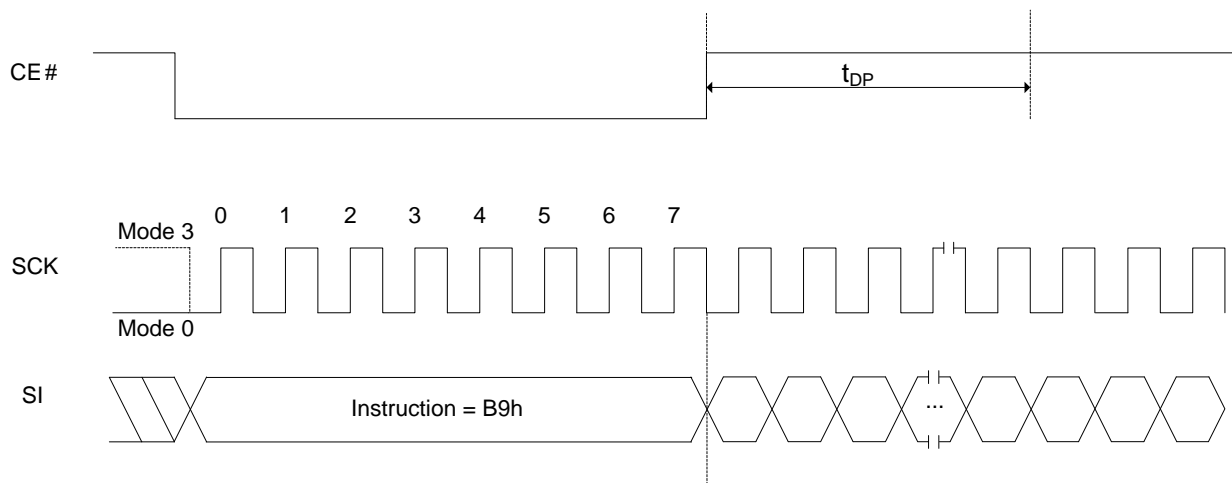 CE#
tDP
0 1 2 3 4 5 6 7
Mode 3
SCK
Mode 0
SI
Instruction = B9h
...